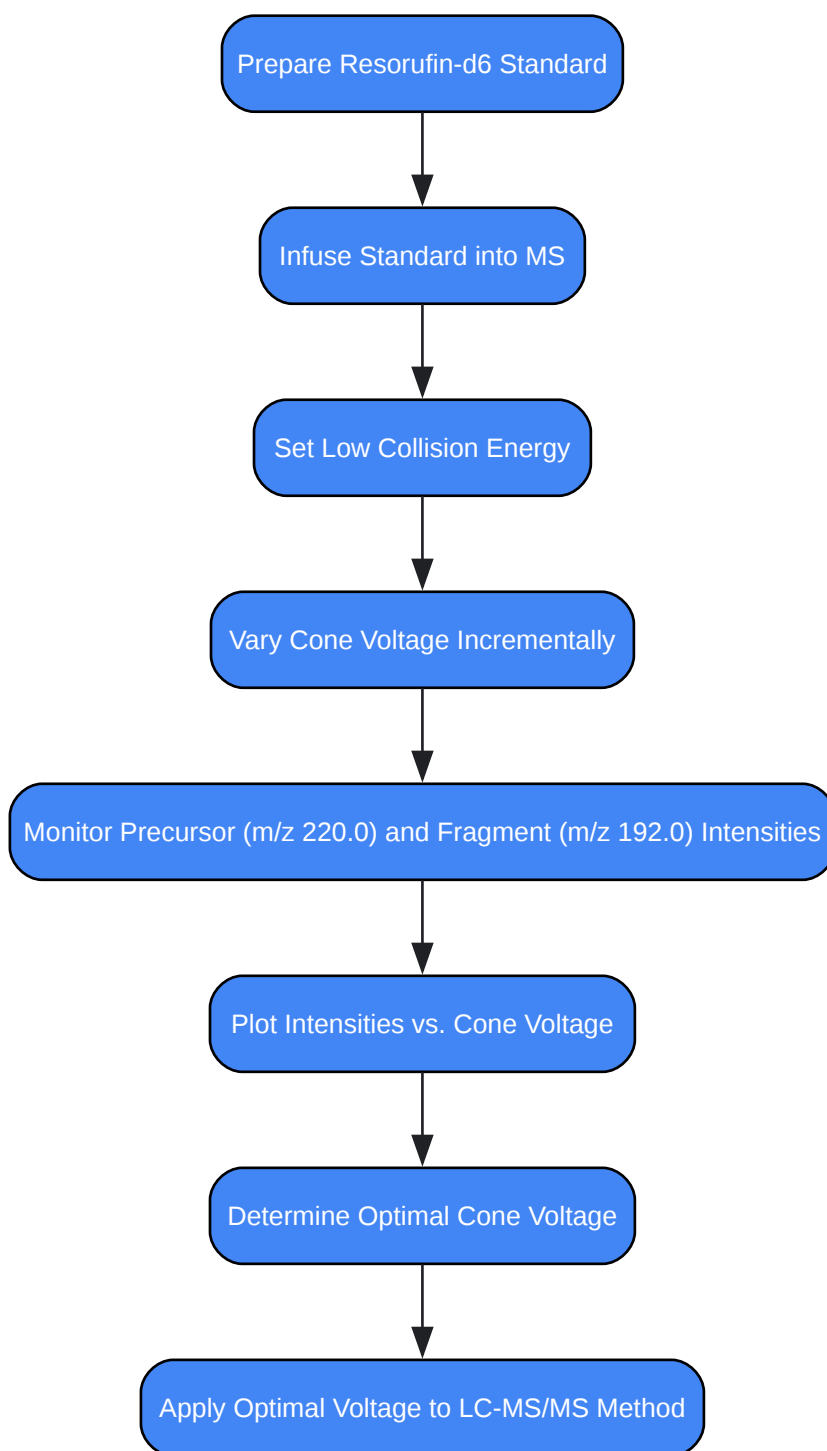 Prepare Resorufin-d6 Standard
Infuse Standard into MS
Set Low Collision Energy
Vary Cone Voltage Incrementally
Monitor Precursor (m/z 220.0) and Fragment (m/z 192.0) Intensities
Plot Intensities vs. Cone Voltage
Determine Optimal Cone Voltage
Apply Optimal Voltage to LC-MS/MS Method